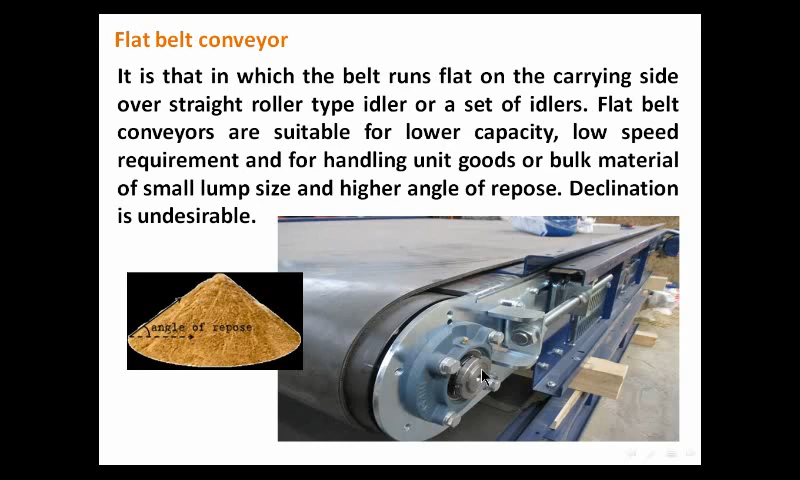 Flat belt conveyor
It is that in which the belt runs flat on the carrying side
over straight roller type idler or a set of idlers. Flat belt
conveyors are suitable for lower capacity, low speed
requirement and for handling unit goods or bulk material
of small lump size and higher angle of repose. Declination
is undesirable.
angle of repose